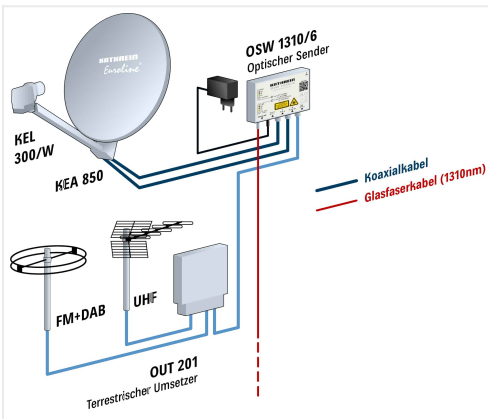 OSW 1310/6
Optischer Sender
KATHREIN
Euroline
KATHREIN
KEL
300/W
KEA 850
Koaxialkabel
Glasfaserkabel (1310nm)
FM+DAB
UHF
OUT 201
Terrestrischer Umsetzer